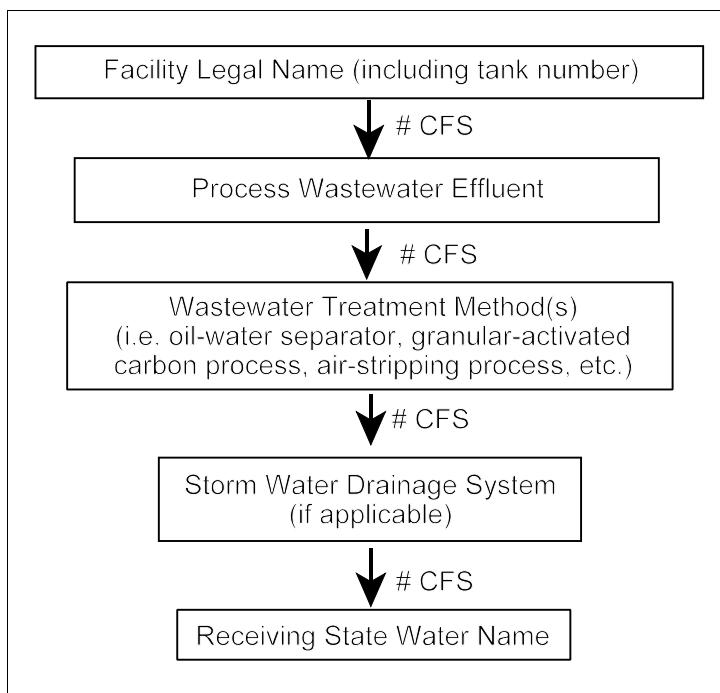 Facility Legal Name (including tank number)
# CFS
Process Wastewater Effluent
# CFS
Wastewater Treatment Method(s)
(i.e. oil-water separator, granular-activated
carbon process, air-stripping process, etc.)
# CFS
Storm Water Drainage System
(if applicable)
# CFS
Receiving State Water Name